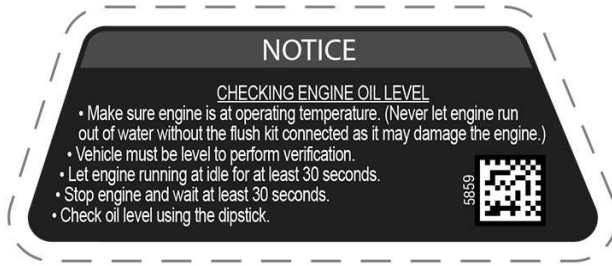 NOTICE
CHECKING ENGINE OIL LEVEL
• Make sure engine is at operating temperature. (Never let engine run
out of water without the flush kit connected as it may damage the engine.)
• Vehicle must be level to perform verification.
• Let engine running at idle for at least 30 seconds.
• Stop engine and wait at least 30 seconds.
• Check oil level using the dipstick.
5859